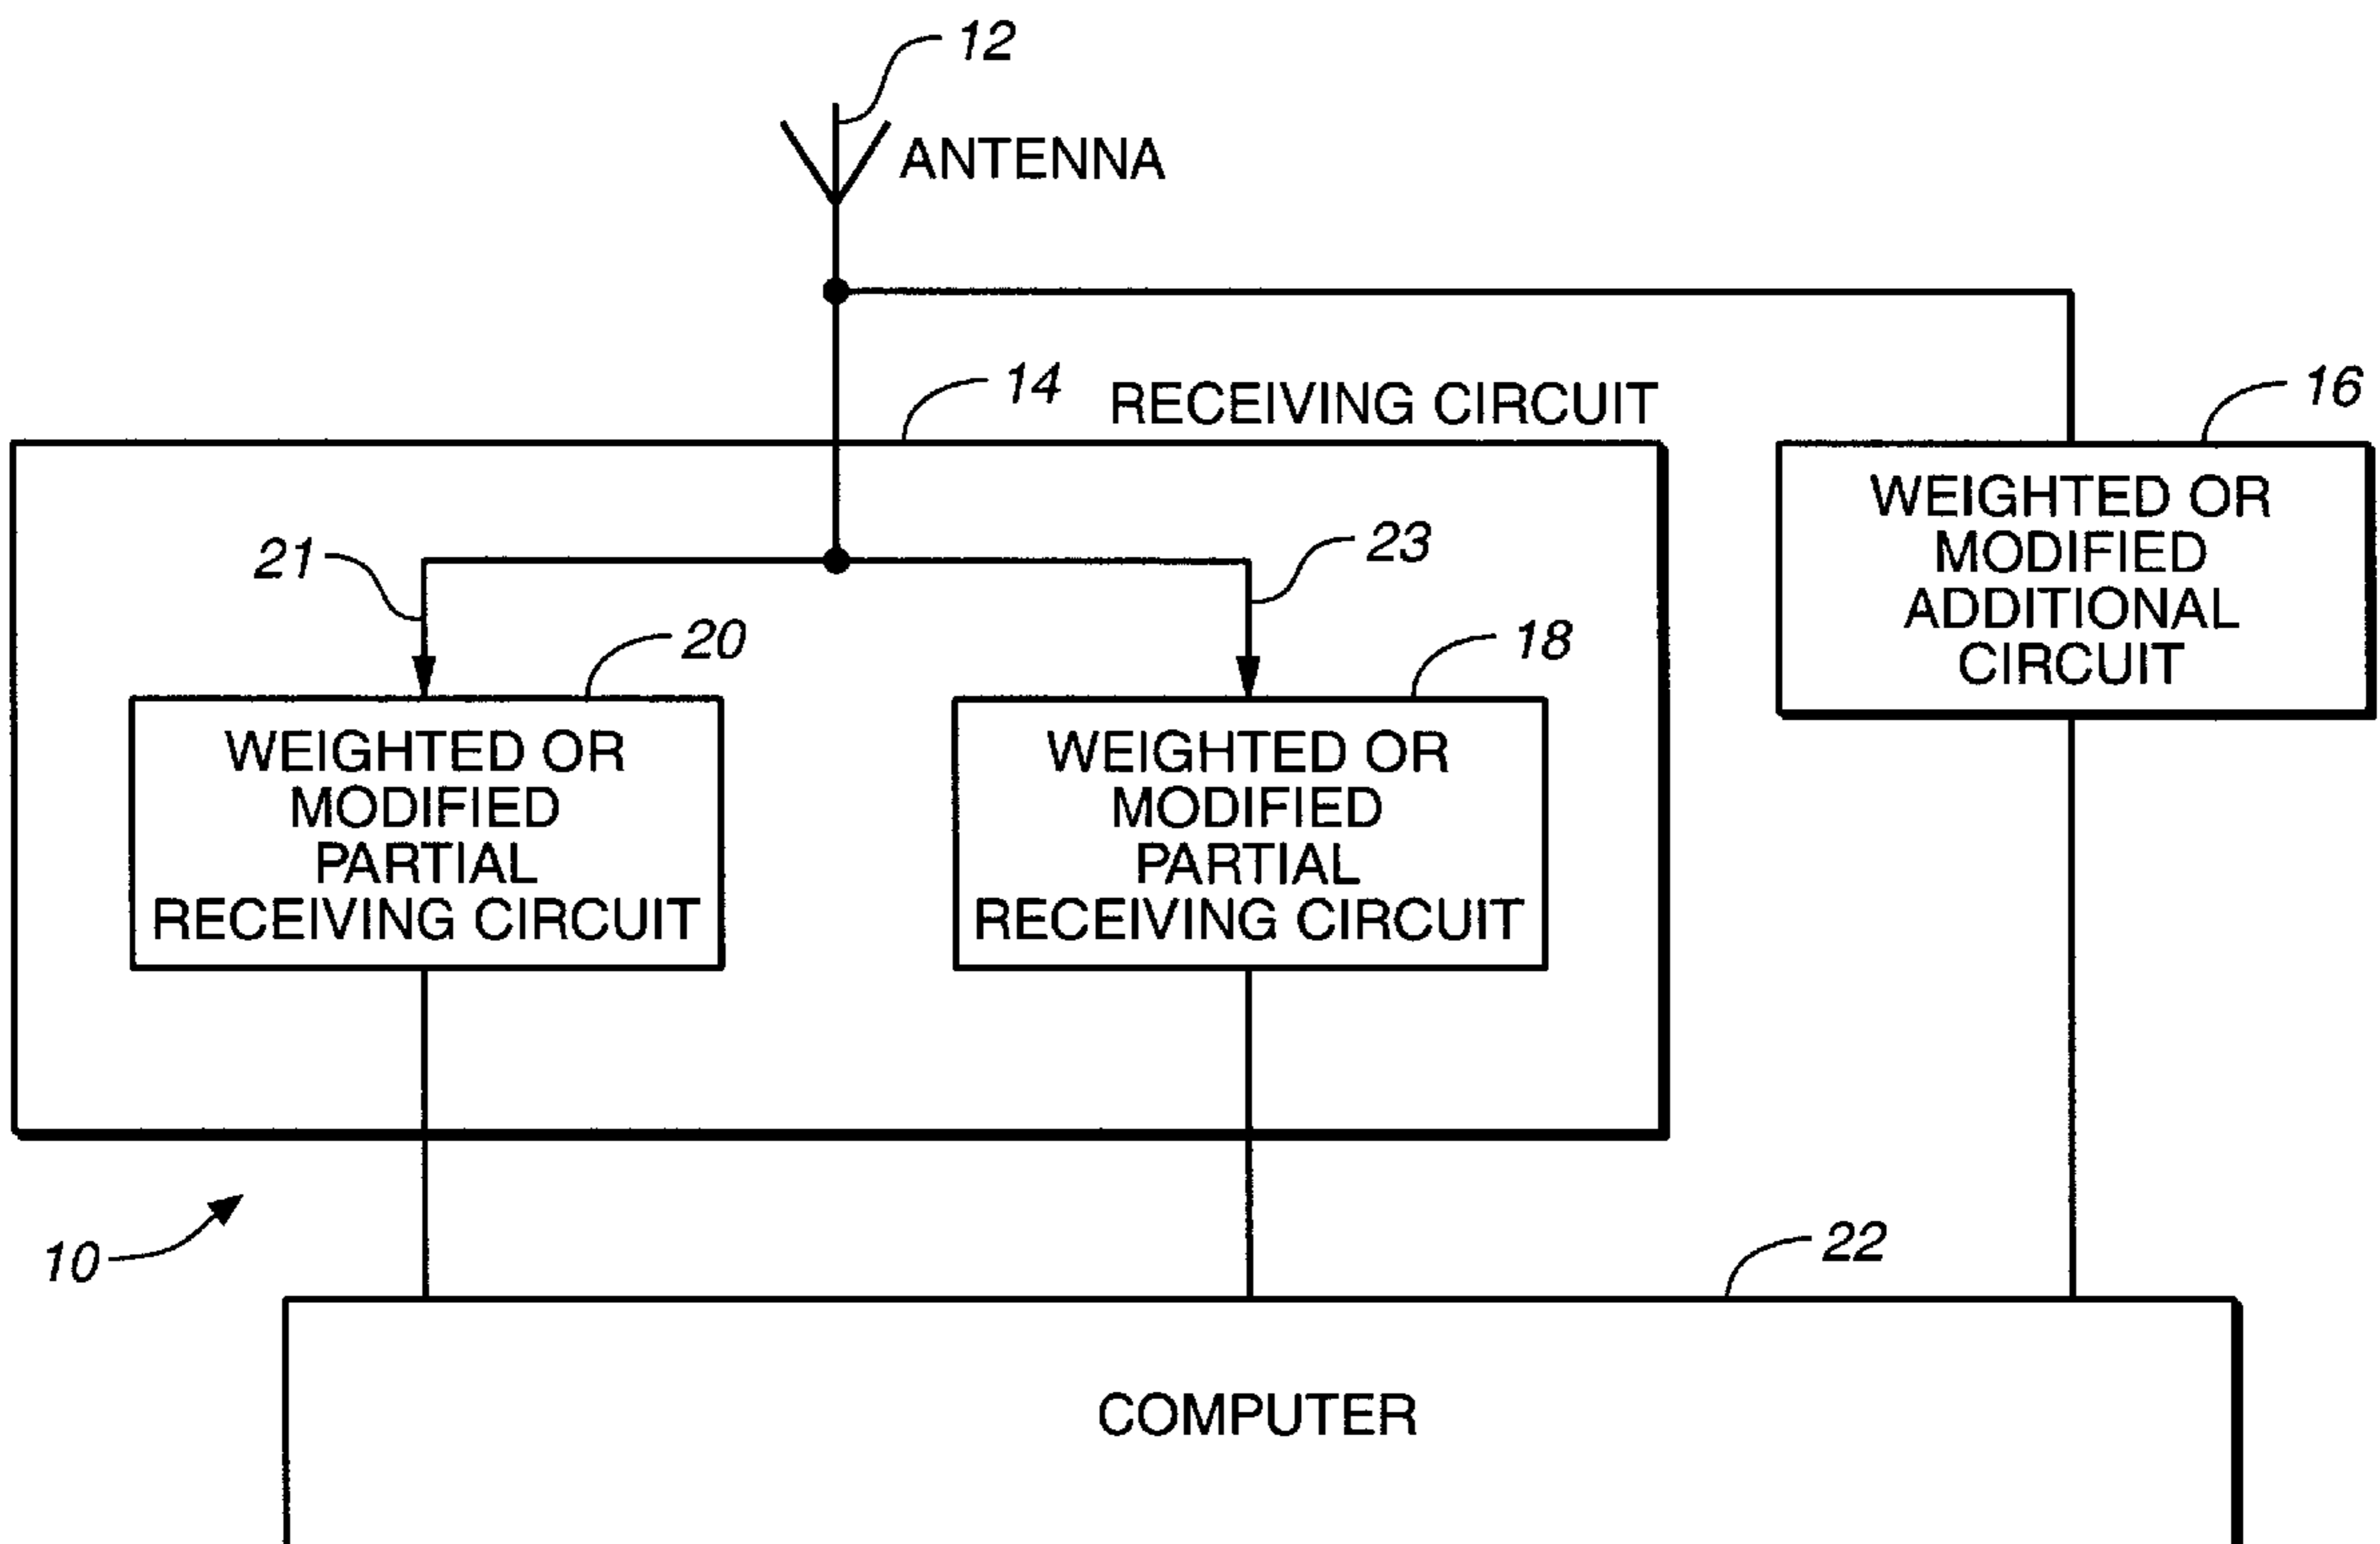 12
ANTENNA
14
RECEIVING CIRCUIT
16
WEIGHTED OR
MODIFIED
ADDITIONAL
CIRCUIT
21
23
20
18
WEIGHTED OR
MODIFIED
PARTIAL
RECEIVING CIRCUIT
WEIGHTED OR
MODIFIED
PARTIAL
RECEIVING CIRCUIT
10
22
COMPUTER